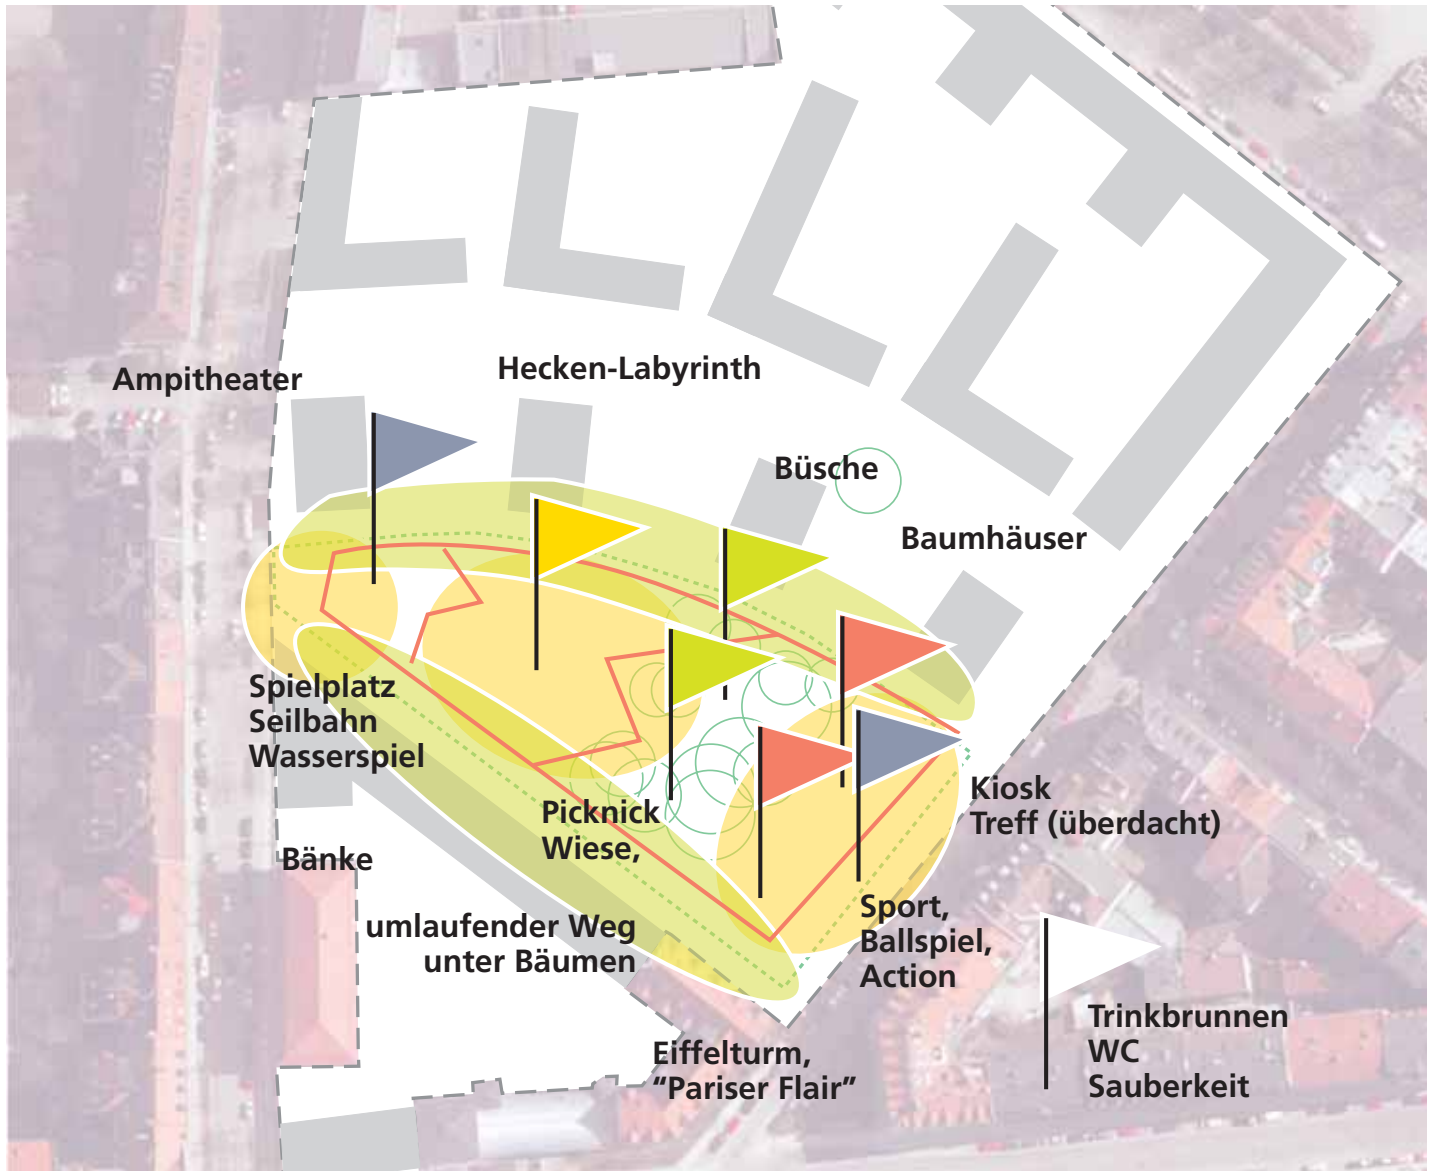 Ampitheater
Hecken-Labyrinth
Büsche
Baumhäuser
Spielplatz
Seilbahn
Wasserspiel
Picknick
Wiese,
Kiosk
Treff (überdacht)
Bänke
umlaufender Weg
unter Bäumen
Sport,
Ballspiel,
Action
Eiffelturm,
“Pariser Flair”
Trinkbrunnen
WC
Sauberkeit